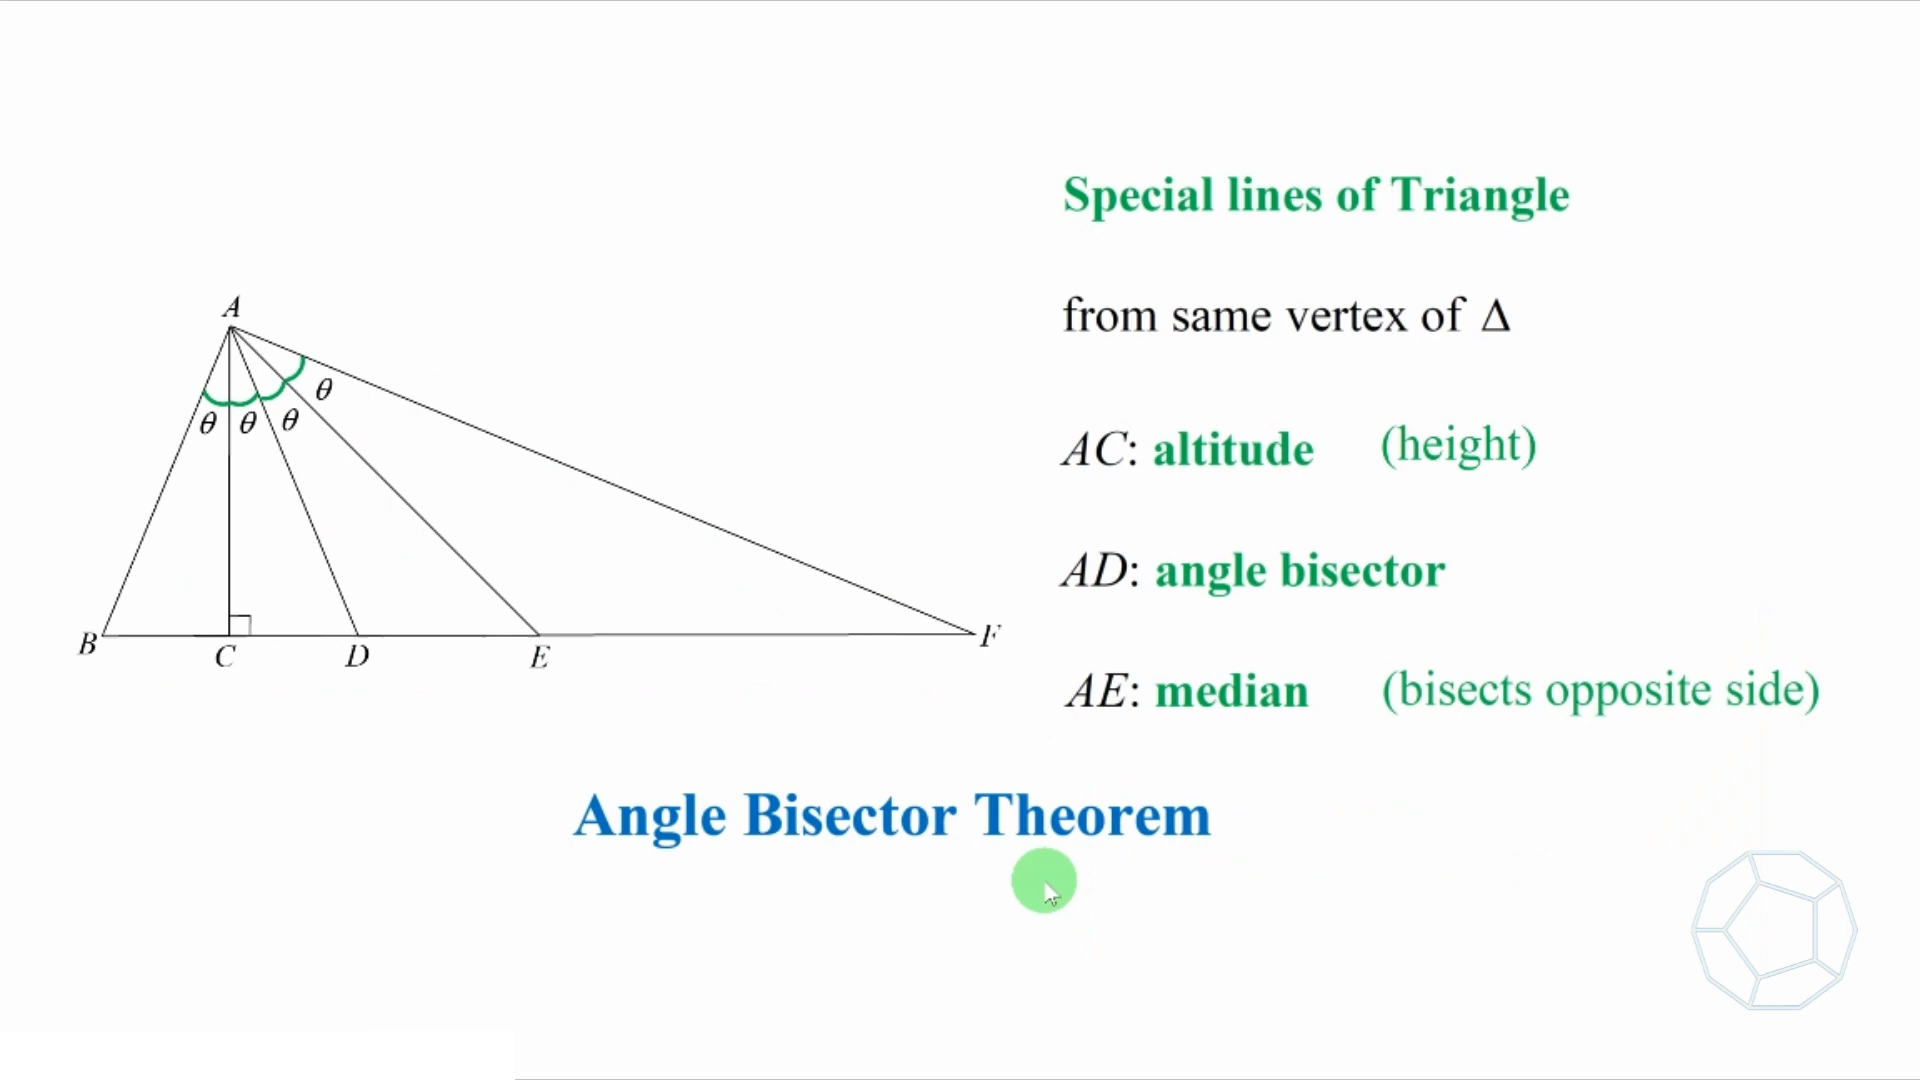 Special lines of Triangle
from same vertex of Δ
A
θ
θ θ θ
AC: altitude (height)
AD: angle bisector
B C D E F
AE: median (bisects opposite side)
Angle Bisector Theorem